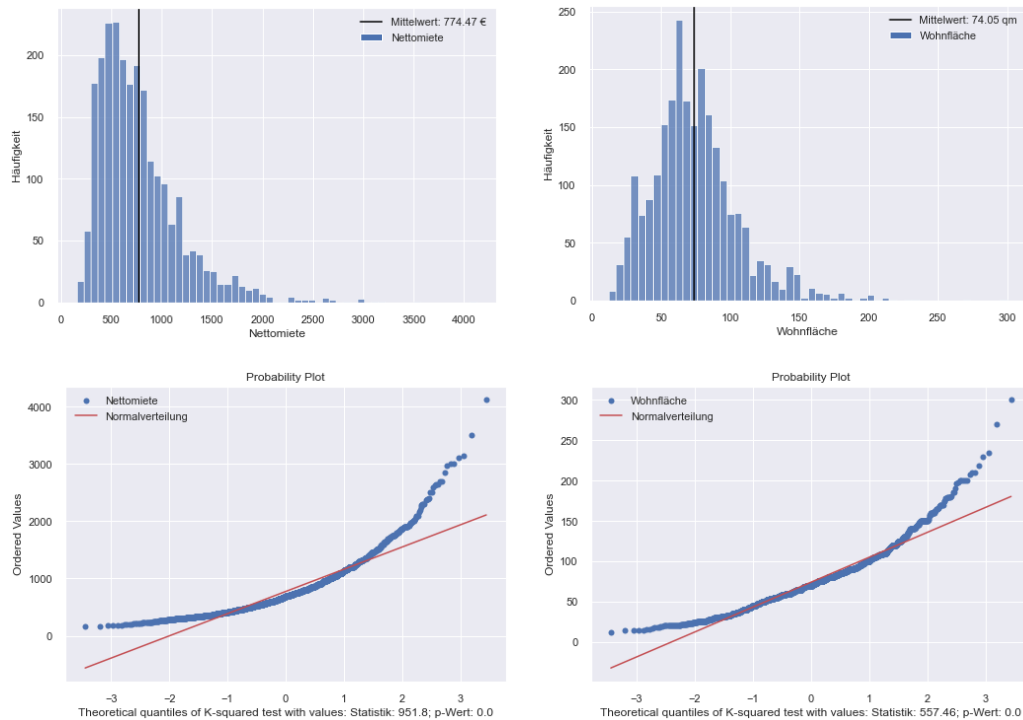 Mittelwert: 774.47 €
Nettomiete
Häufigkeit
200
150
100
50
0
0 500 1000 1500 2000 2500 3000 3500 4000
Nettomiete
Mittelwert: 74.05 qm
Wohnfläche
Häufigkeit
250
200
150
100
50
0
0 50 100 150 200 250 300
Wohnfläche
Probability Plot
Nettomiete
Normalverteilung
Ordered Values
4000
3000
2000
1000
0
−3 −2 −1 0 1 2 3
Theoretical quantiles of K-squared test with values: Statistik: 951.8; p-Wert: 0.0
Probability Plot
Wohnfläche
Normalverteilung
Ordered Values
300
250
200
150
100
50
0
−3 −2 −1 0 1 2 3
Theoretical quantiles of K-squared test with values: Statistik: 557.46; p-Wert: 0.0